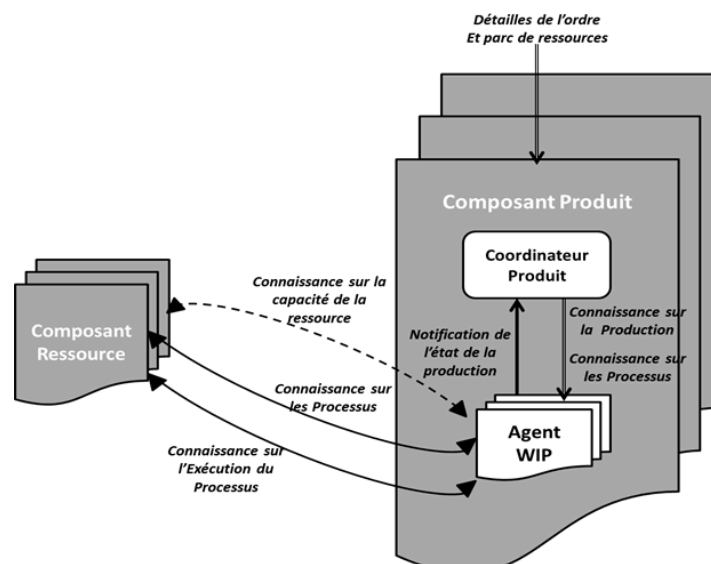 Détailles de l'ordre
Et parc de ressources
Composant Produit
Coordinateur
Produit
Connaissance sur la
capacité de la
ressource
Composant
Ressource
Notification de
l'état de la
production
Connaissance sur
la Production
Connaissance sur
les Processus
Connaissance sur
les Processus
Agent
WIP
Connaissance sur
l'Exécution du
Processus